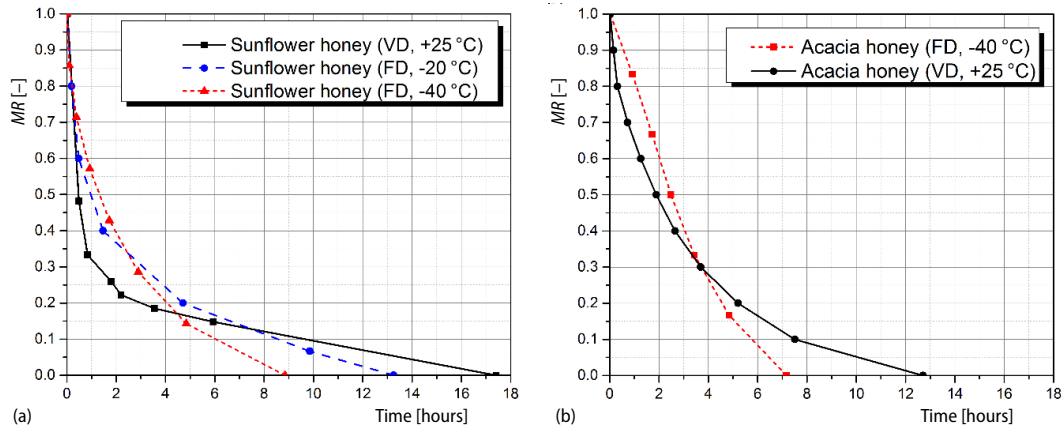 1.0
0.9
0.8
0.7
0.6
0.5
0.4
0.3
0.2
0.1
0.0
MR [–]
Sunflower honey (VD, +25 °C)
Sunflower honey (FD, -20 °C)
Sunflower honey (FD, -40 °C)
0 2 4 6 8 10 12 14 16 18
(a)
Time [hours]
1.0
0.9
0.8
0.7
0.6
0.5
0.4
0.3
0.2
0.1
0.0
MR [–]
Acacia honey (FD, -40 °C)
Acacia honey (VD, +25 °C)
0 2 4 6 8 10 12 14 16 18
(b)
Time [hours]